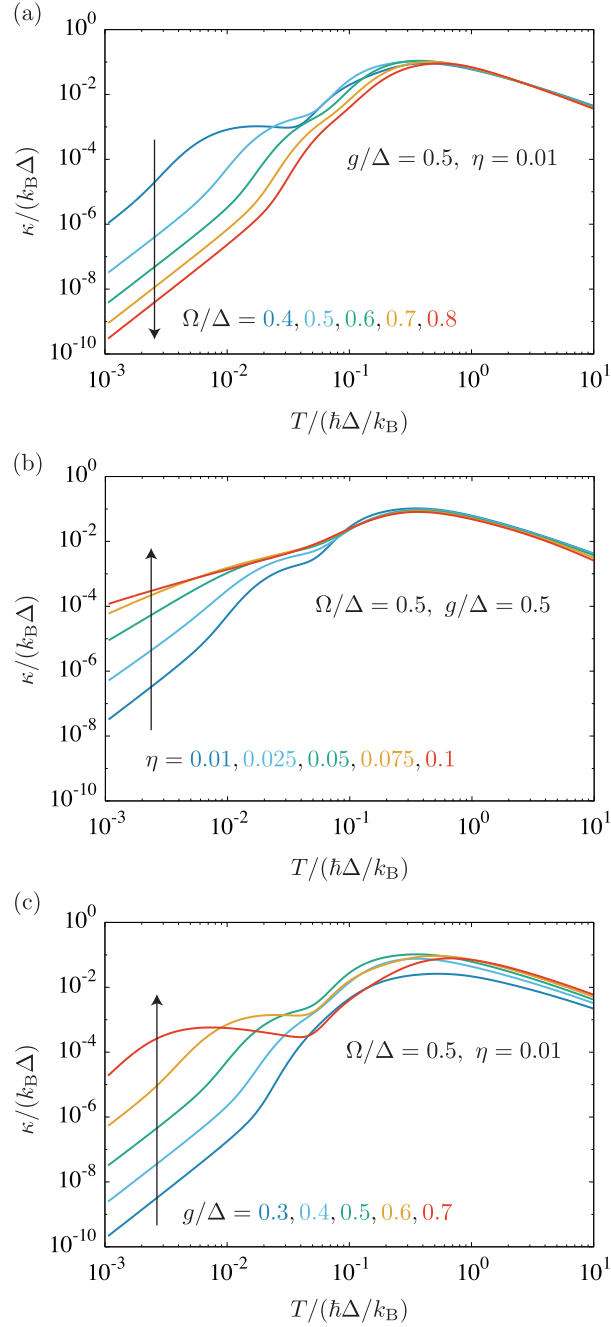 (a)
10^0
10^-2
10^-4
10^-6
10^-8
10^-10
κ/(k_BΔ)
g/Δ = 0.5, η = 0.01
Ω/Δ = 0.4, 0.5, 0.6, 0.7, 0.8
10^-3 10^-2 10^-1 10^0 10^1
T/(ħΔ/k_B)
(b)
10^0
10^-2
10^-4
10^-6
10^-8
10^-10
κ/(k_BΔ)
Ω/Δ = 0.5, g/Δ = 0.5
η = 0.01, 0.025, 0.05, 0.075, 0.1
10^-3 10^-2 10^-1 10^0 10^1
T/(ħΔ/k_B)
(c)
10^0
10^-2
10^-4
10^-6
10^-8
10^-10
κ/(k_BΔ)
Ω/Δ = 0.5, η = 0.01
g/Δ = 0.3, 0.4, 0.5, 0.6, 0.7
10^-3 10^-2 10^-1 10^0 10^1
T/(ħΔ/k_B)